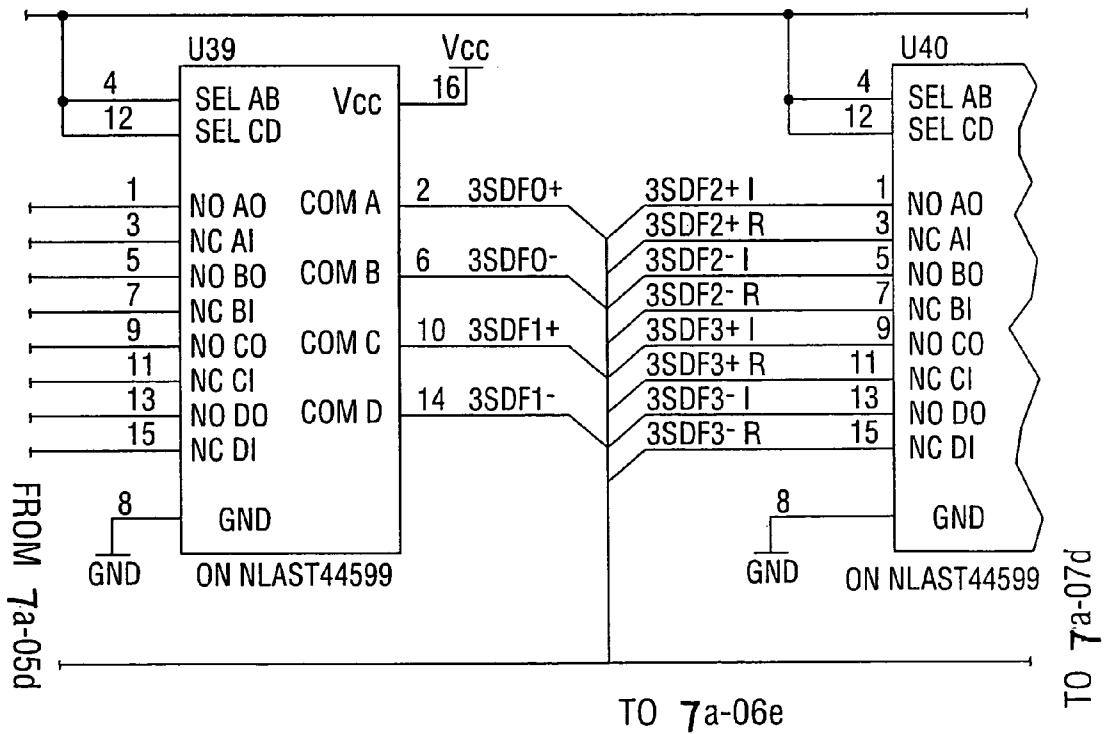 U39
Vcc
4 SEL AB Vcc 16
12 SEL CD
1 NO AO COM A 2 3SDF0+
3 NC AI
5 NO BO COM B 6 3SDF0-
7 NC BI
9 NO CO COM C 10 3SDF1+
11 NC CI
13 NO DO COM D 14 3SDF1-
15 NC DI
8 GND
GND
ON NLAST44599
U40
4 SEL AB
12 SEL CD
3SDF2+ I 1 NO AO
3SDF2+ R 3 NC AI
3SDF2- I 5 NO BO
3SDF2- R 7 NC BI
3SDF3+ I 9 NO CO
3SDF3+ R 11 NC CI
3SDF3- I 13 NO DO
3SDF3- R 15 NC DI
8 GND
GND
ON NLAST44599
FROM 7a-05d
TO 7a-07d
TO 7a-06e